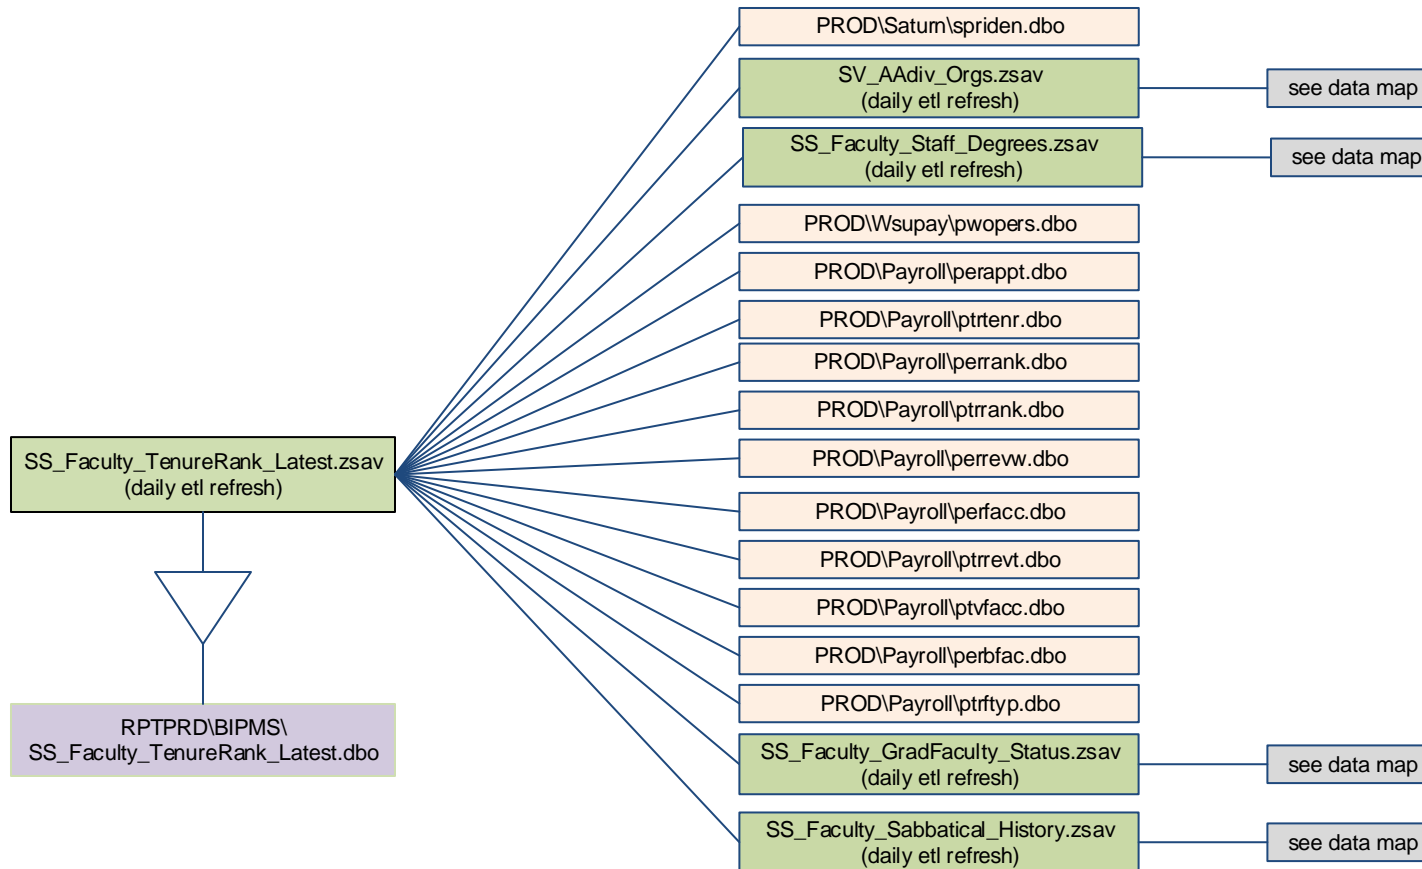 PROD\Saturn\spriden.dbo
SV_AAdiv_Orgs.zsav
(daily etl refresh)
see data map
SS_Faculty_Staff_Degrees.zsav
(daily etl refresh)
see data map
PROD\Wsupay\pwopers.dbo
PROD\Payroll\perappt.dbo
PROD\Payroll\ptrtenr.dbo
PROD\Payroll\perrank.dbo
PROD\Payroll\ptrrank.dbo
PROD\Payroll\perrevw.dbo
SS_Faculty_TenureRank_Latest.zsav
(daily etl refresh)
PROD\Payroll\perfacc.dbo
PROD\Payroll\ptrrevt.dbo
PROD\Payroll\ptvfacc.dbo
PROD\Payroll\perbfac.dbo
PROD\Payroll\ptrftyp.dbo
RPTPRD\BIPMS\
SS_Faculty_TenureRank_Latest.dbo
SS_Faculty_GradFaculty_Status.zsav
(daily etl refresh)
see data map
SS_Faculty_Sabbatical_History.zsav
(daily etl refresh)
see data map